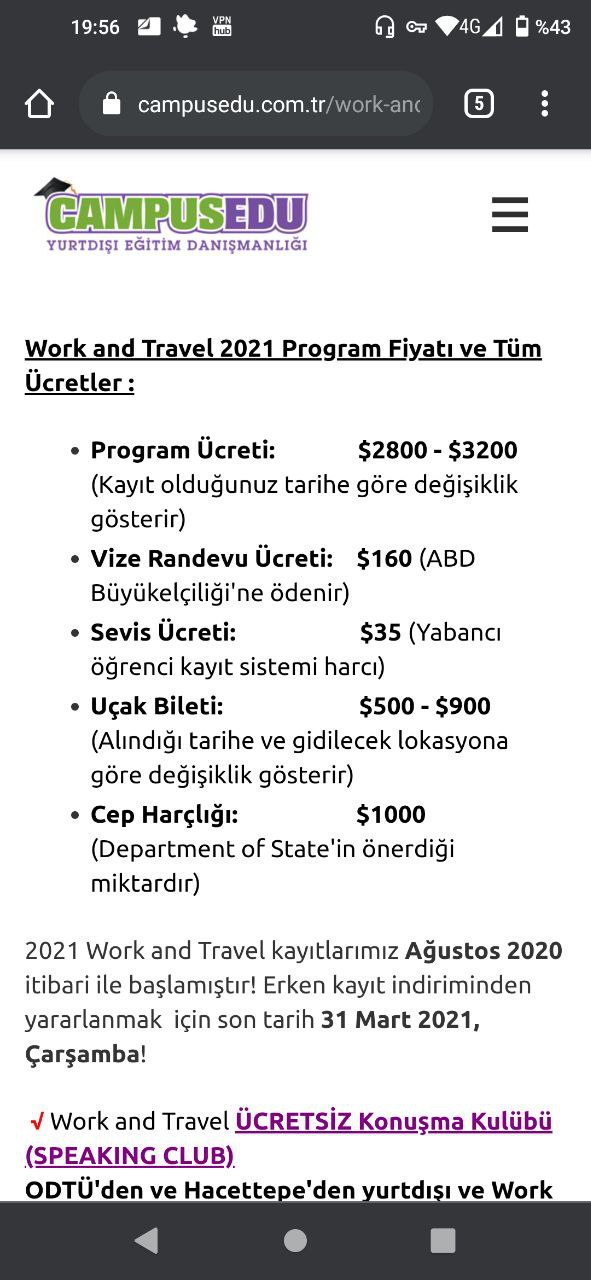 19:56 VPN hub 4G %43
campusedu.com.tr/work-and 5
CAMPUSEDU
YURTDIŞI EĞİTİM DANIŞMANLIĞI
Work and Travel 2021 Program Fiyatı ve Tüm
Ücretler :
• Program Ücreti: $2800 - $3200
(Kayıt olduğunuz tarihe göre değişiklik
gösterir)
• Vize Randevu Ücreti: $160 (ABD
Büyükelçiliği'ne ödenir)
• Sevis Ücreti: $35 (Yabancı
öğrenci kayıt sistemi harcı)
• Uçak Bileti: $500 - $900
(Alındığı tarihe ve gidilecek lokasyona
göre değişiklik gösterir)
• Cep Harçlığı: $1000
(Department of State'in önerdiği
miktardır)
2021 Work and Travel kayıtlarımız Ağustos 2020
itibari ile başlamıştır! Erken kayıt indiriminden
yararlanmak için son tarih 31 Mart 2021,
Çarşamba!
√ Work and Travel ÜCRETSİZ Konuşma Kulübü
(SPEAKING CLUB)
ODTÜ'den ve Hacettepe'den yurtdışı ve Work